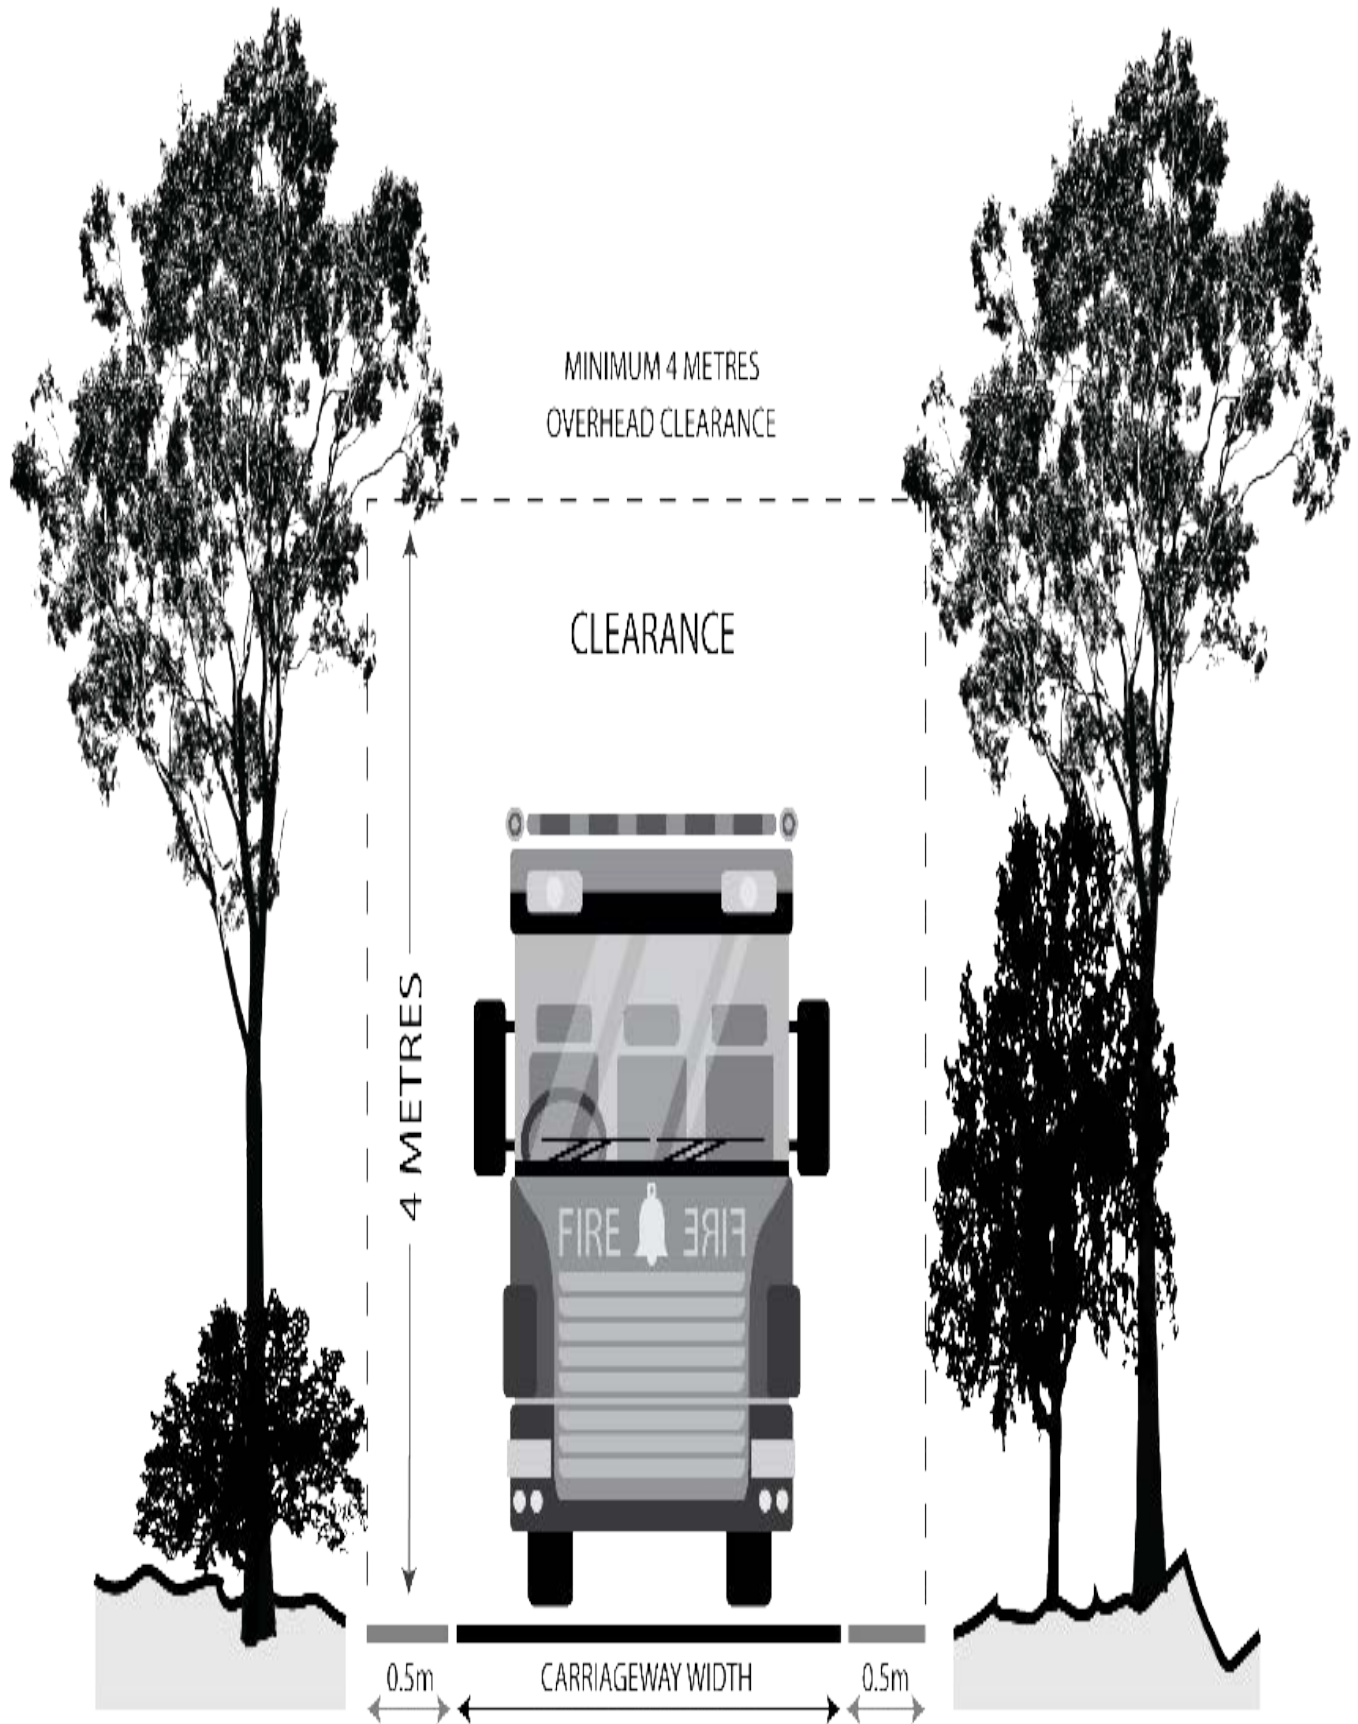 MINIMUM 4 METRES
OVERHEAD CLEARANCE
CLEARANCE
4 METRES
FIRE FIRE
0.5m CARRIAGEWAY WIDTH 0.5m